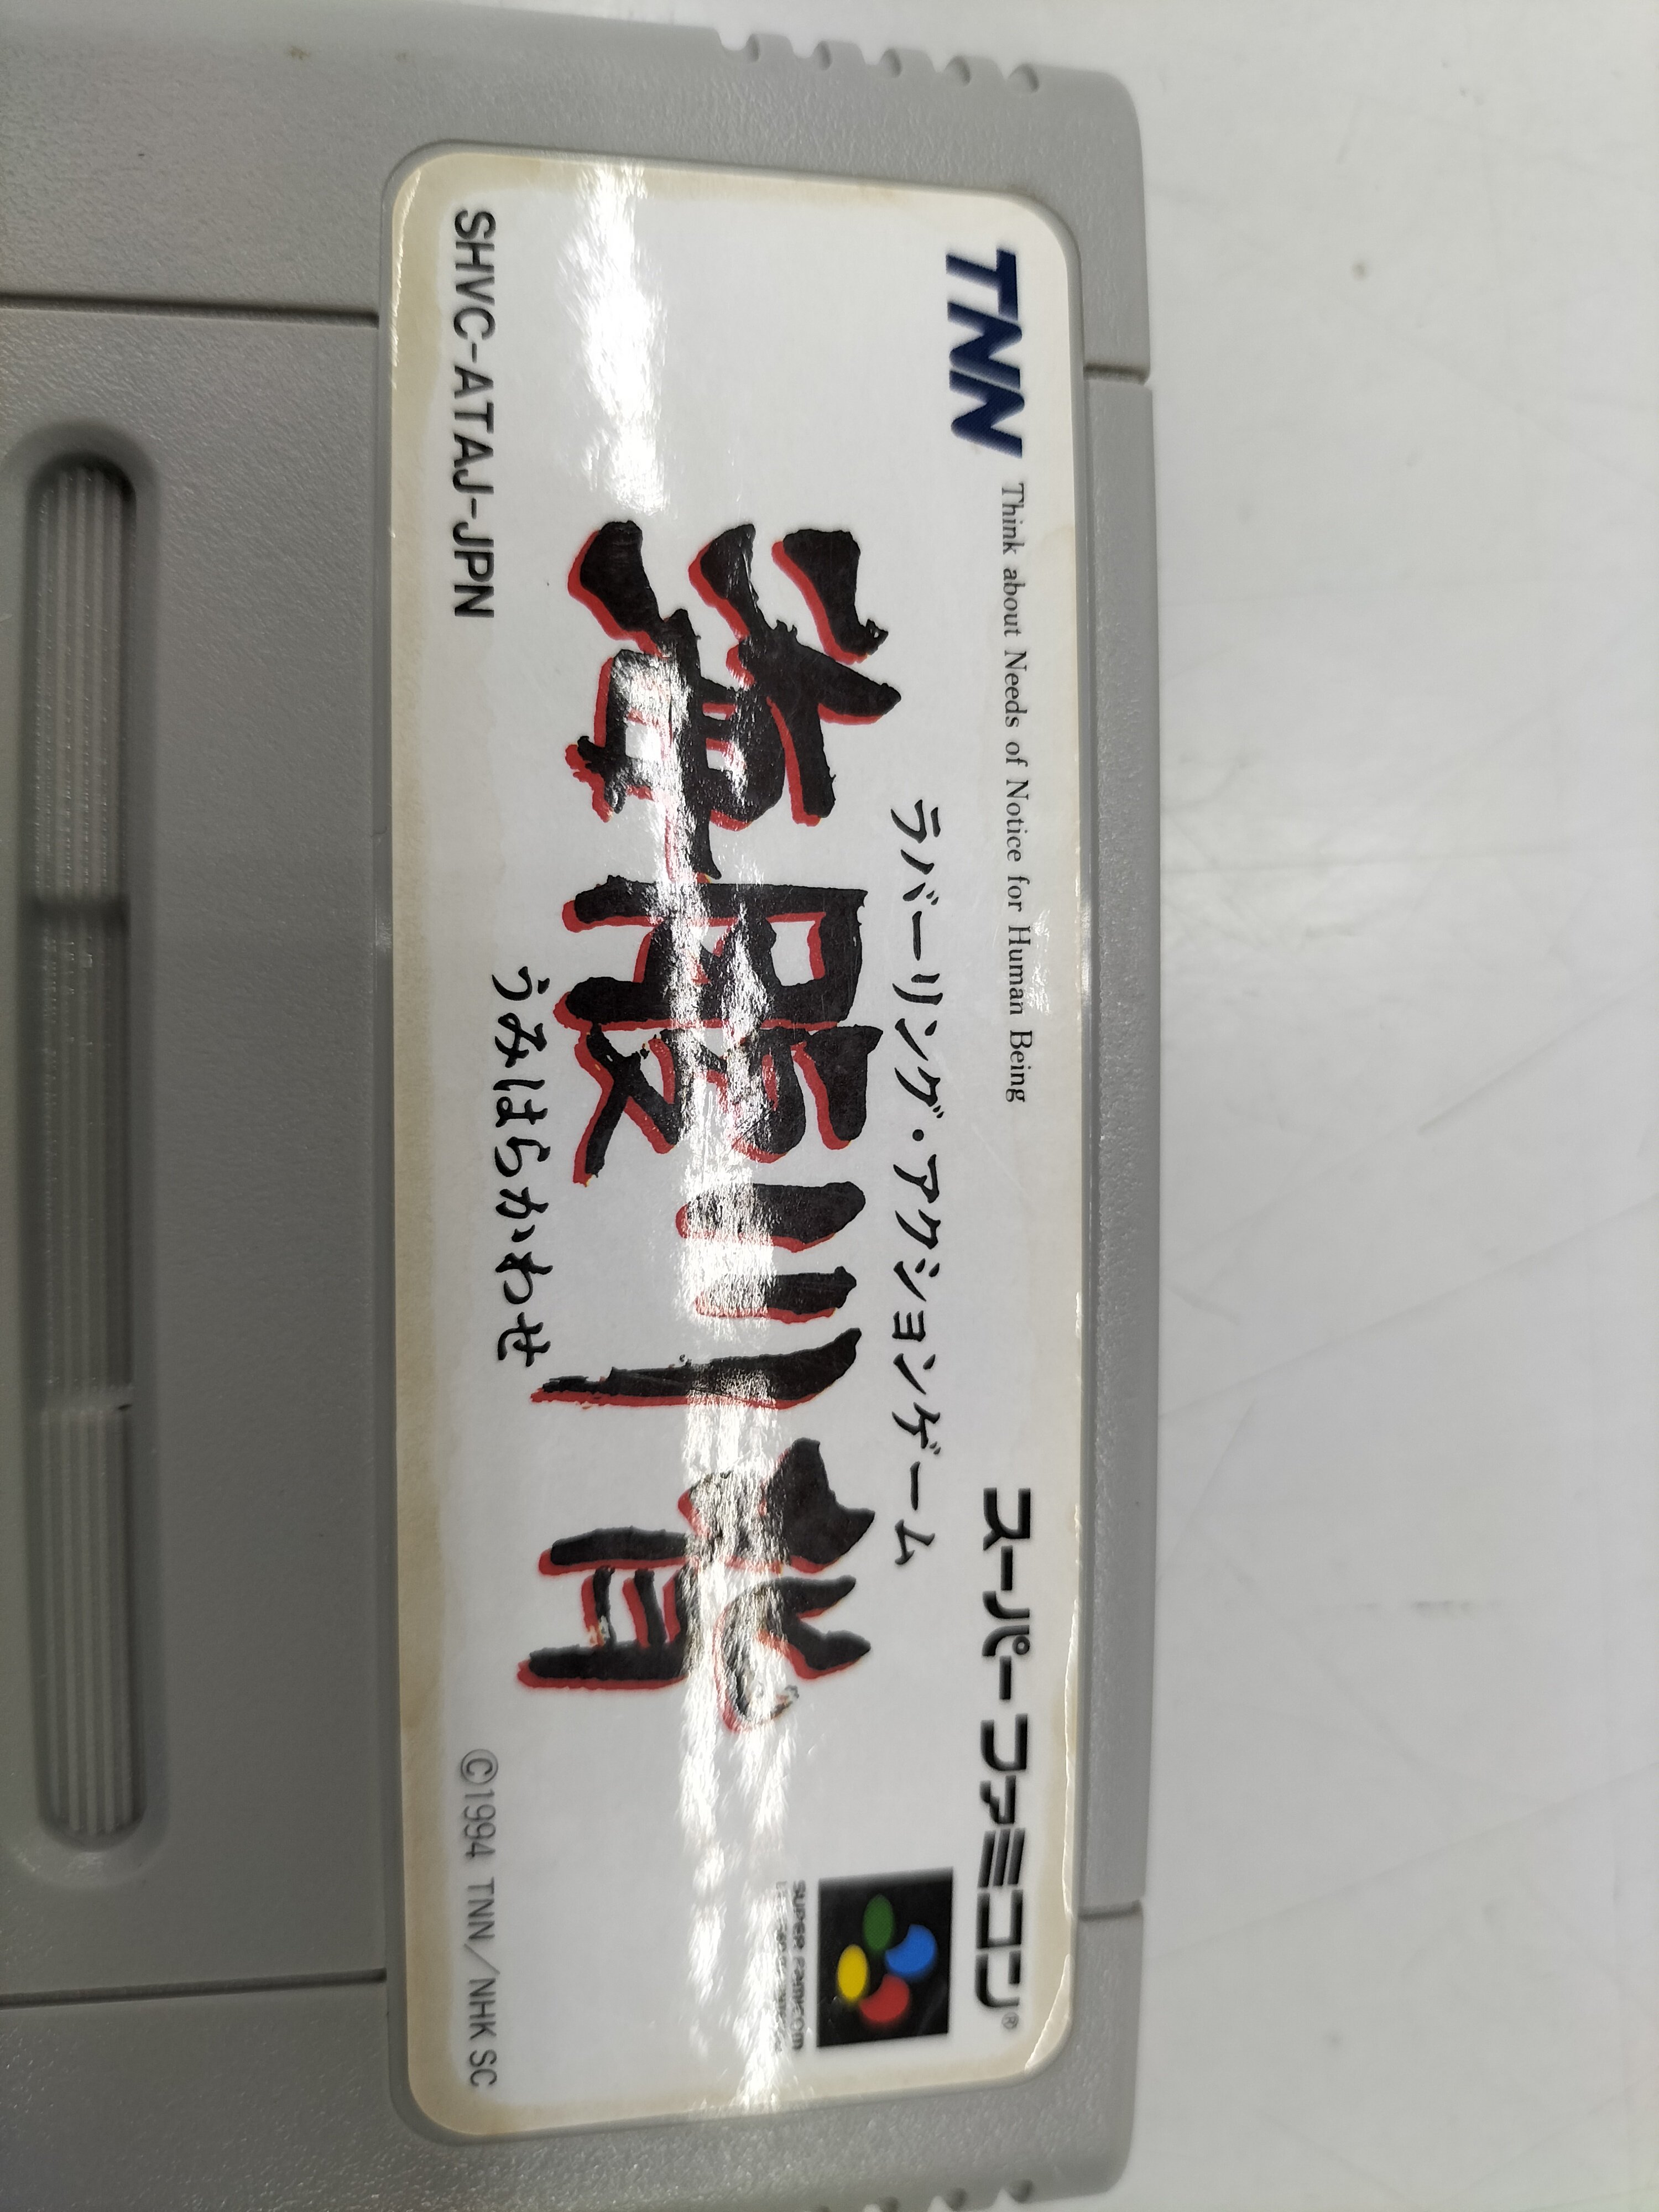 TNN Think about Needs of Notice for Human Being
スーパーファミコン®
ラバーリング・アクションゲーム
海腹川背
うみはらかわせ
SUPER FAMICOM
SHVC-ATAJ-JPN
©1994 TNN/NHK SC